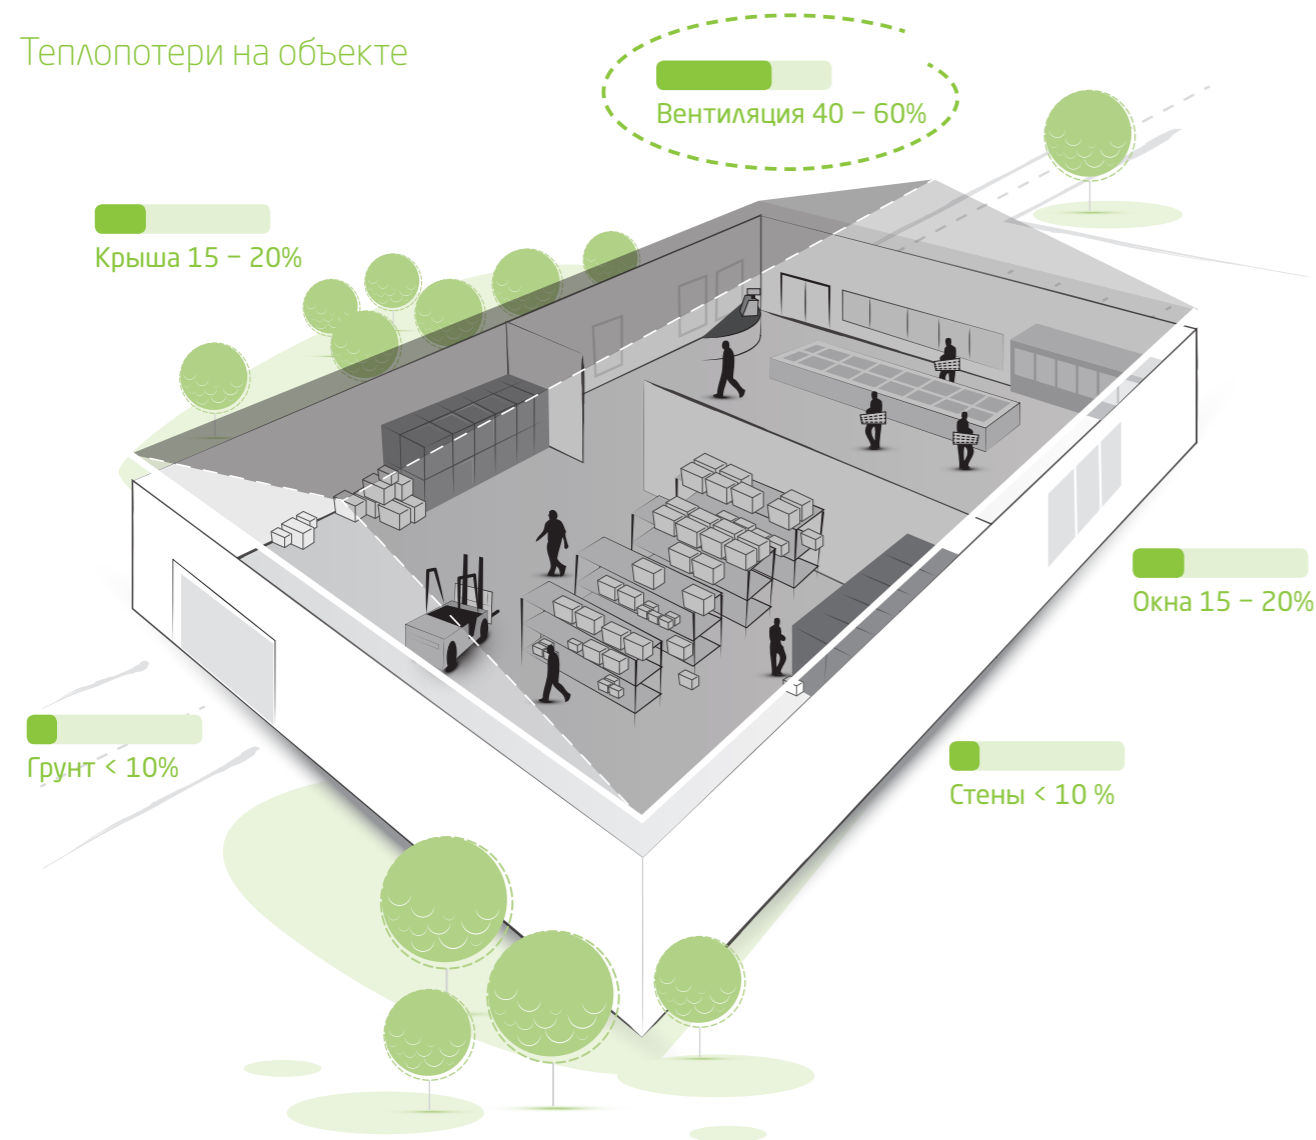 Теплопотери на объекте
Вентиляция 40 – 60%
Крыша 15 – 20%
Окна 15 – 20%
Грунт < 10%
Стены < 10 %